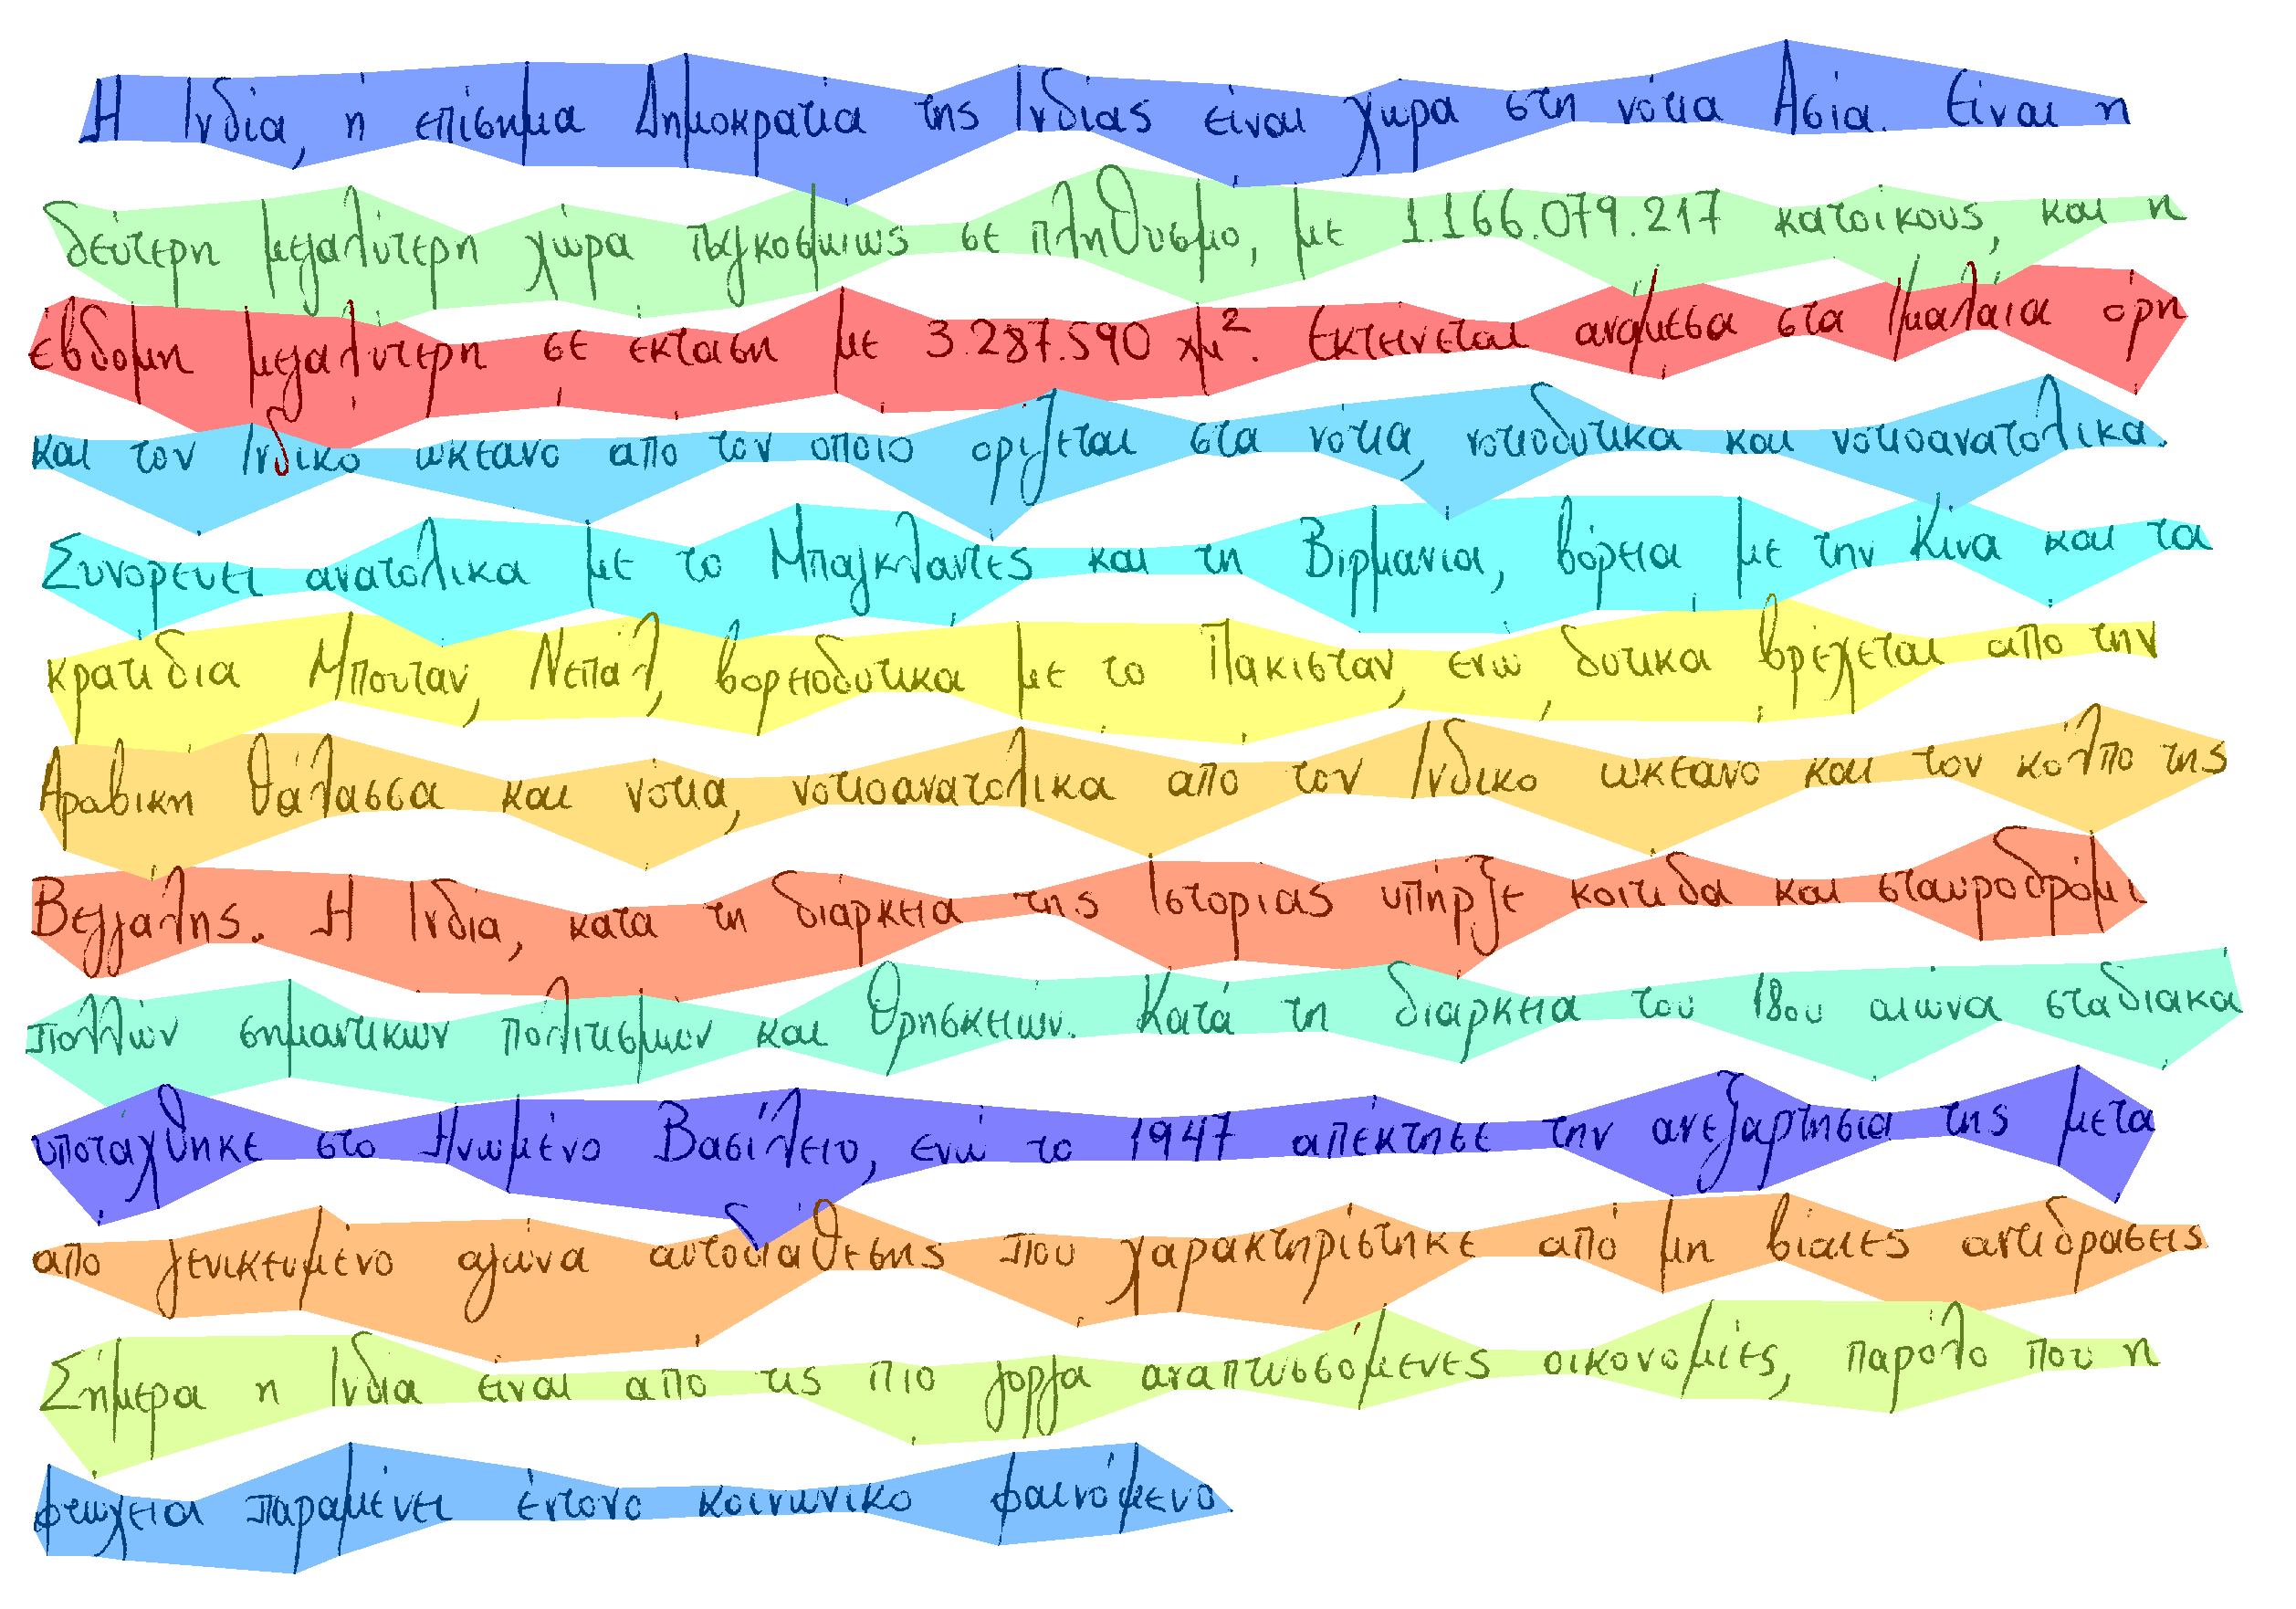 Η Ινδία, ή επίσημα Δημοκρατία της Ινδίας είναι χώρα στη νότια Ασία. Είναι η
δεύτερη μεγαλύτερη χώρα παγκοσμίως σε πληθυσμό, με 1.166.079.217 κατοίκους, και η
έβδομη μεγαλύτερη σε έκταση με 3.287.590 χμ². Εκτείνεται ανάμεσα στα Ιμαλάια όρη
και τον Ινδικό ωκεανό από τον οποίο ορίζεται στα νότια, νοτιοδυτικά και νοτιοανατολικά.
Συνορεύει ανατολικά με το Μπαγκλαντές και τη Βιρμανία, βόρεια με την Κίνα και τα
κρατίδια Μπουτάν, Νεπάλ, βορειοδυτικά με το Πακιστάν, ενώ δυτικά βρέχεται από την
Αραβική θάλασσα και νότια, νοτιοανατολικά από τον Ινδικό ωκεανό και τον κόλπο της
Βεγγάλης. Η Ινδία, κατά τη διάρκεια της Ιστορίας υπήρξε κοιτίδα και σταυροδρόμι
πολλών σημαντικών πολιτισμών και θρησκειών. Κατά τη διάρκεια του 18ου αιώνα σταδιακά
υποτάχθηκε στο Ηνωμένο Βασίλειο, ενώ το 1947 απέκτησε την ανεξαρτησία της μετά
από γενικευμένο αγώνα αυτοδιάθεσης που χαρακτηρίστηκε από μη βίαιες αντιδράσεις
Σήμερα η Ινδία είναι από τις πιο γοργά αναπτυσσόμενες οικονομίες, παρόλο που η
φτώχεια παραμένει έντονο κοινωνικό φαινόμενο